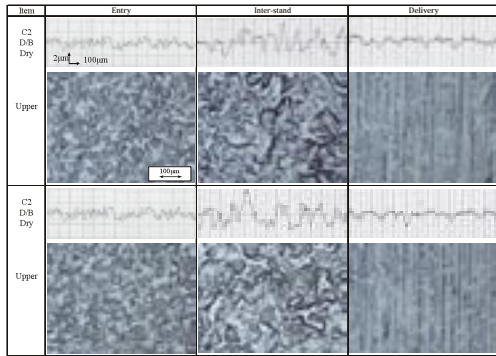 Item Entry Inter-stand Delivery
C2
D/B
Dry
2μm
100μm
Upper
100μm
C2
D/B
Dry
Upper